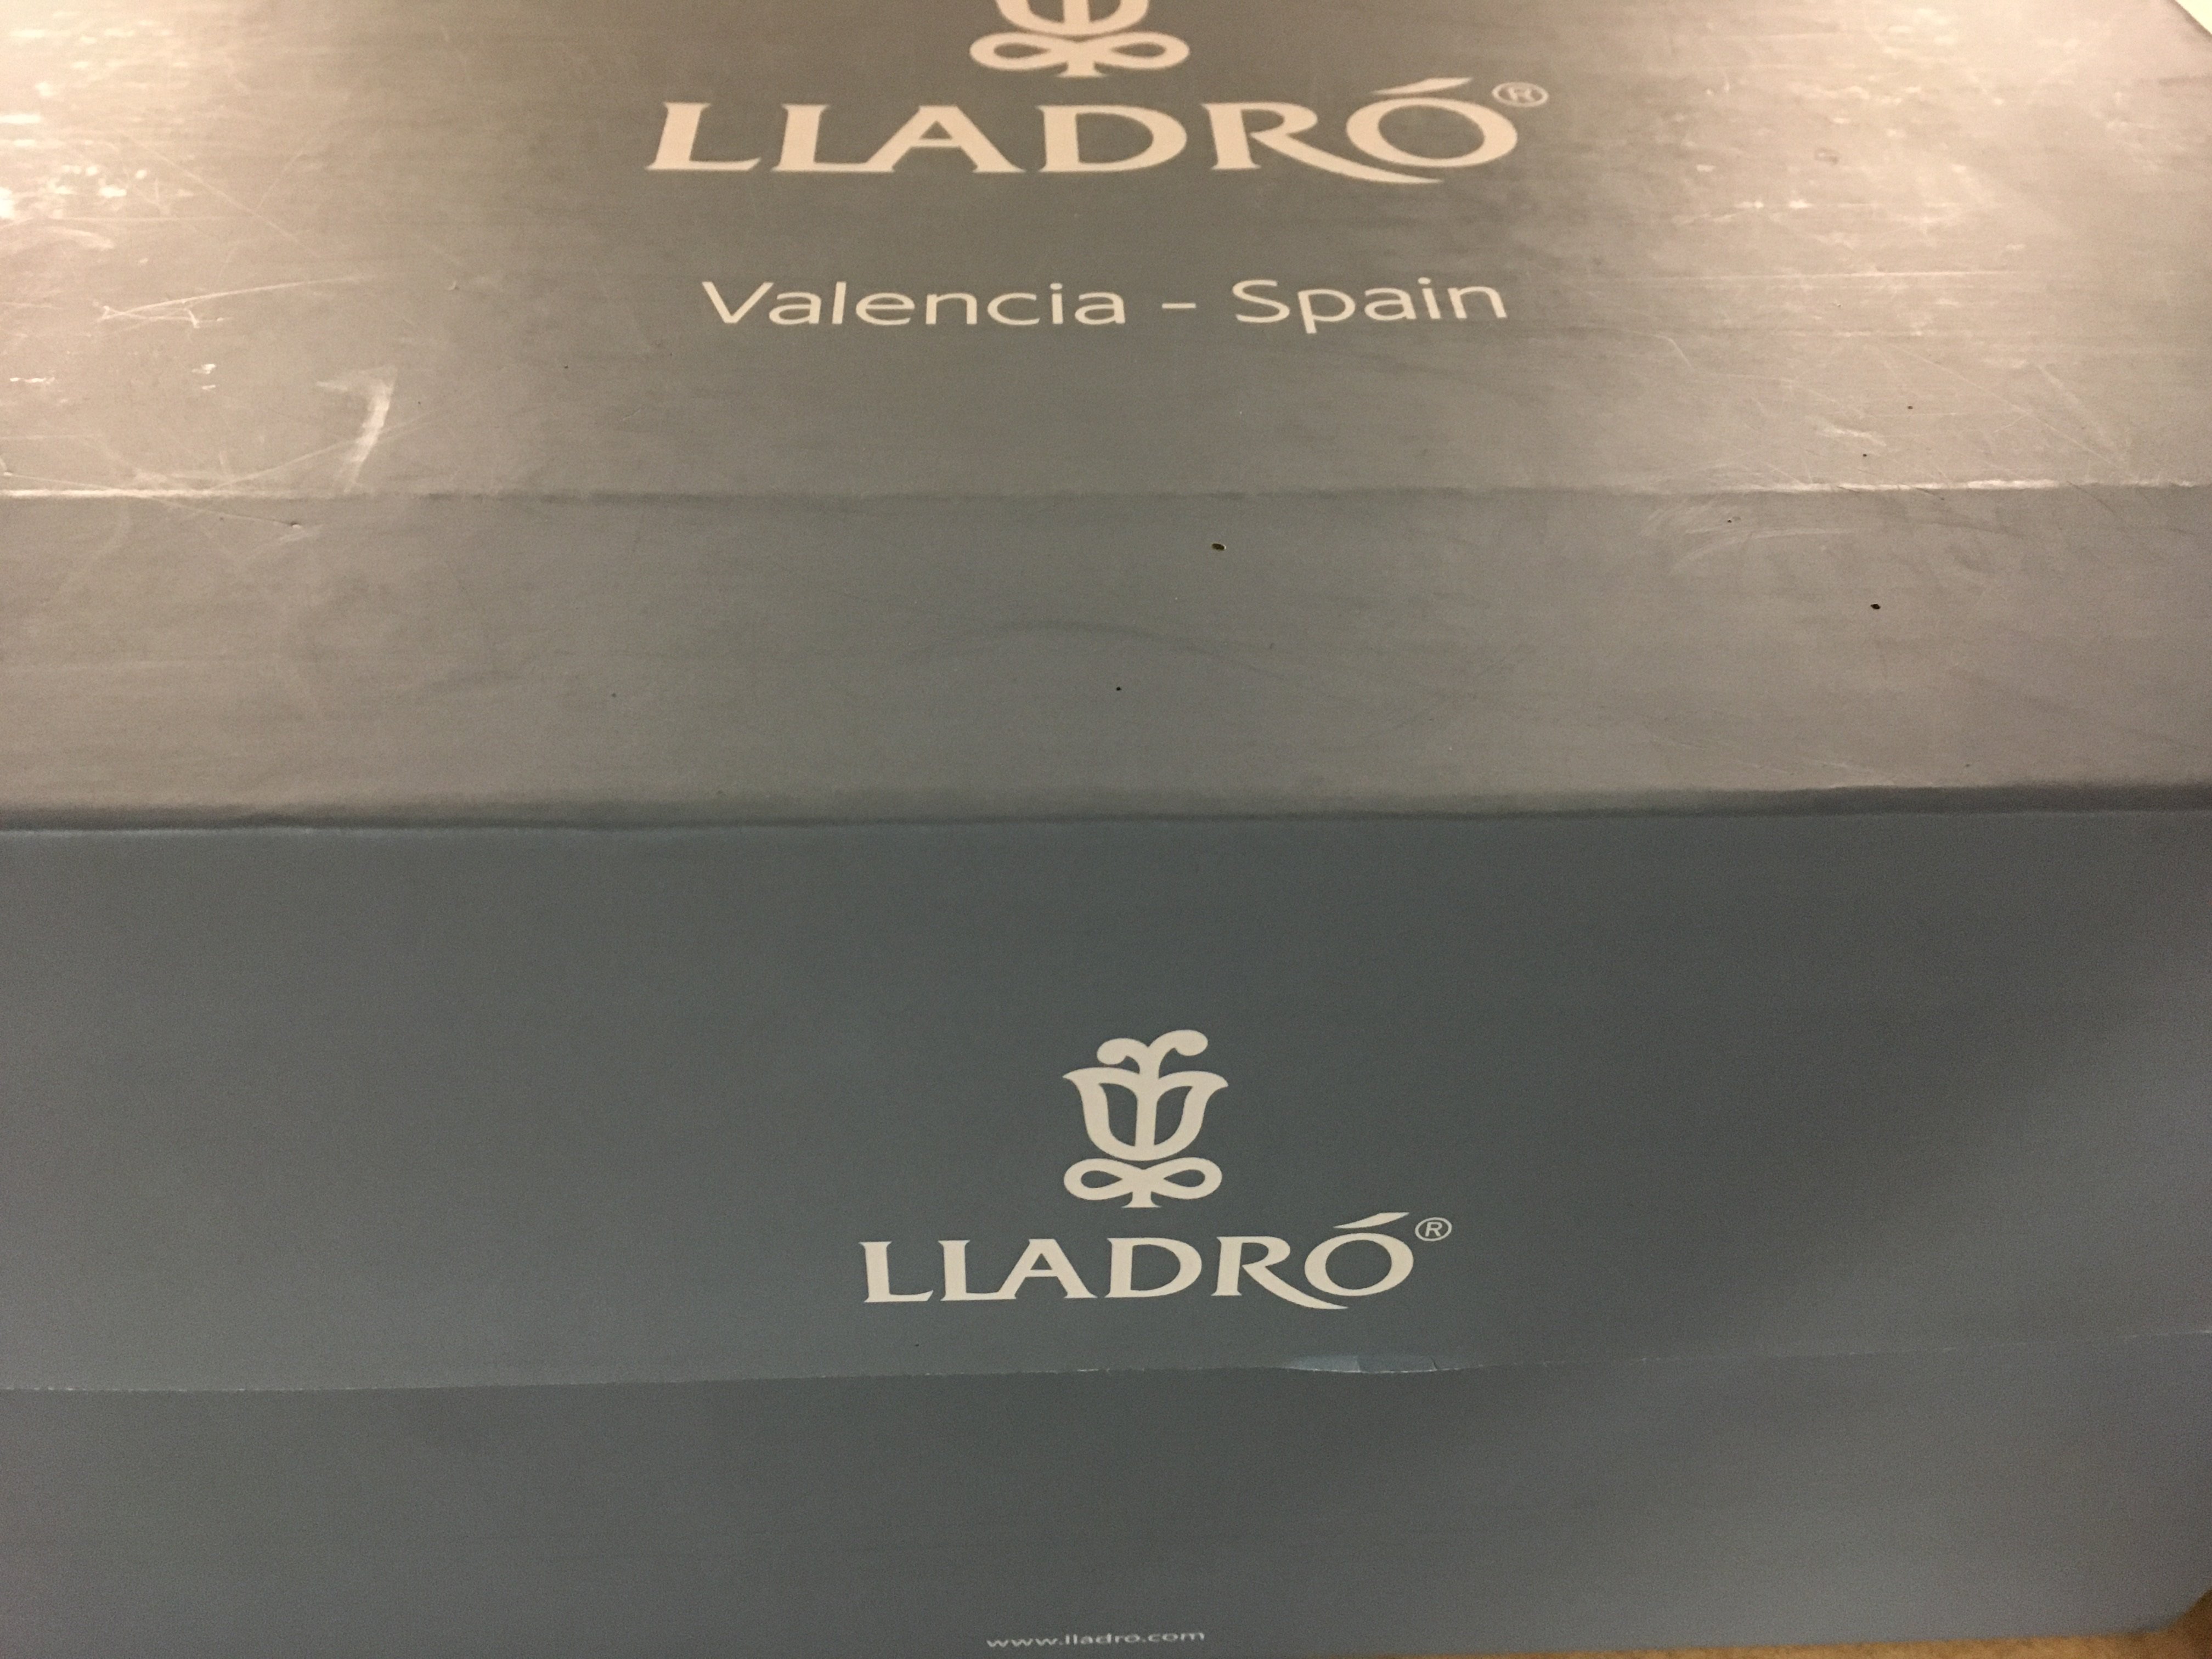 LLADRÓ®
Valencia - Spain
LLADRÓ®
www.lladro.com